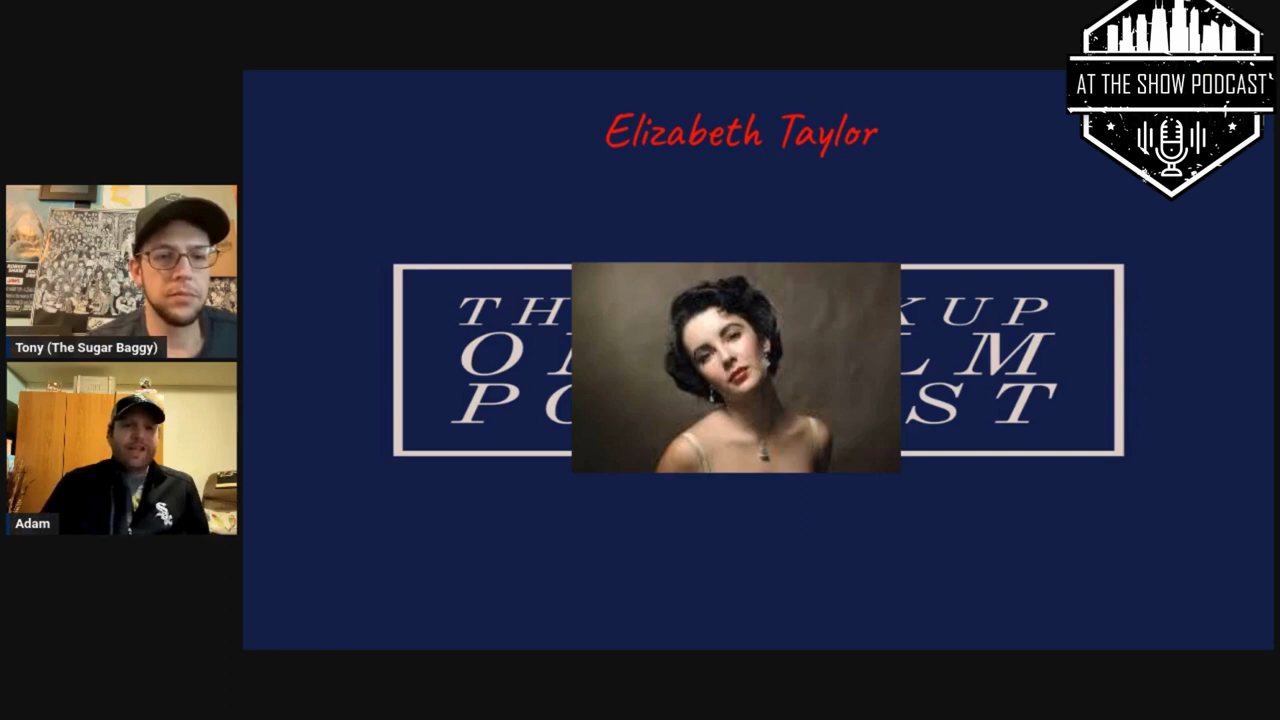 AT THE SHOW PODCAST
Elizabeth Taylor
TH KUP
O LM
PO ST
Tony (The Sugar Baggy)
Adam